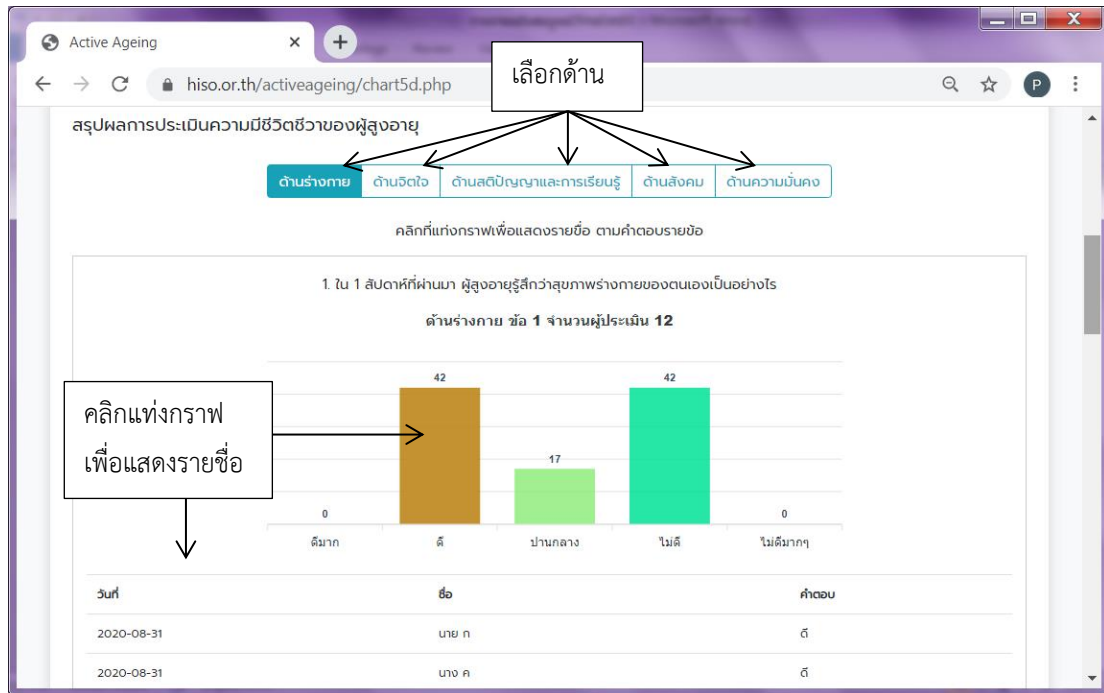 Active Ageing
hiso.or.th/activeageing/chart5d.php
P
เลือกด้าน
สรุปผลการประเมินความมีชีวิตชีวาของผู้สูงอายุ
ด้านร่างกาย ด้านจิตใจ ด้านสติปัญญาและการเรียนรู้ ด้านสังคม ด้านความมั่นคง
คลิกที่แท่งกราฟเพื่อแสดงรายชื่อ ตามคำตอบรายข้อ
1. ใน 1 สัปดาห์ที่ผ่านมา ผู้สูงอายุรู้สึกว่าสุขภาพร่างกายของตนเองเป็นอย่างไร
ด้านร่างกาย ข้อ 1 จำนวนผู้ประเมิน 12
คลิกแท่งกราฟ
เพื่อแสดงรายชื่อ
0 42 17 42 0
ดีมาก ดี ปานกลาง ไม่ดี ไม่ดีมากๆ
วันที่ ชื่อ คำตอบ
2020-08-31 นาย ก ดี
2020-08-31 นาง ค ดี